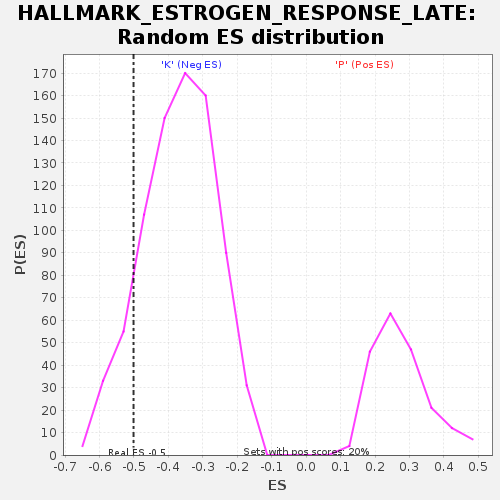 HALLMARK_ESTROGEN_RESPONSE_LATE:
Random ES distribution
'K' (Neg ES)
'P' (Pos ES)
170
160
150
140
130
120
110
100
90
80
70
60
50
40
30
20
10
0
P(ES)
Real ES -0.5
Sets with pos scores: 20%
-0.7 -0.6 -0.5 -0.4 -0.3 -0.2 -0.1 0.0 0.1 0.2 0.3 0.4 0.5
ES